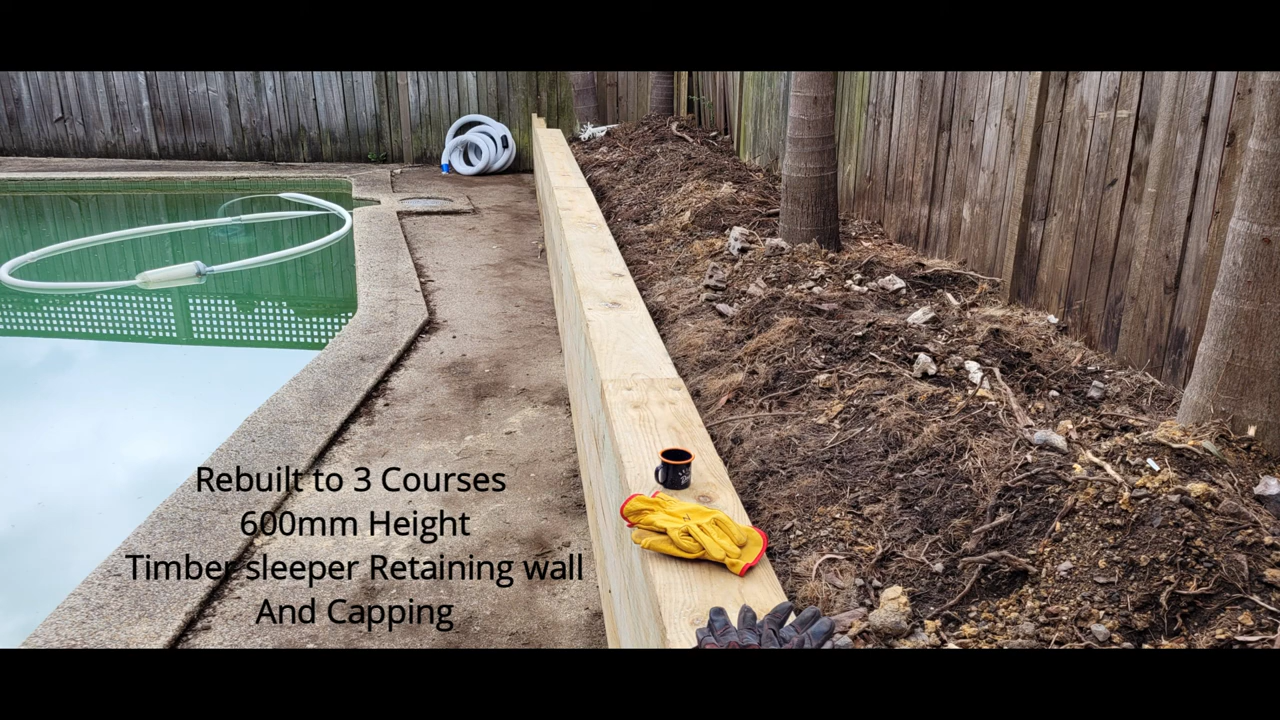 Rebuilt to 3 Courses
600mm Height
Timber sleeper Retaining wall
And Capping